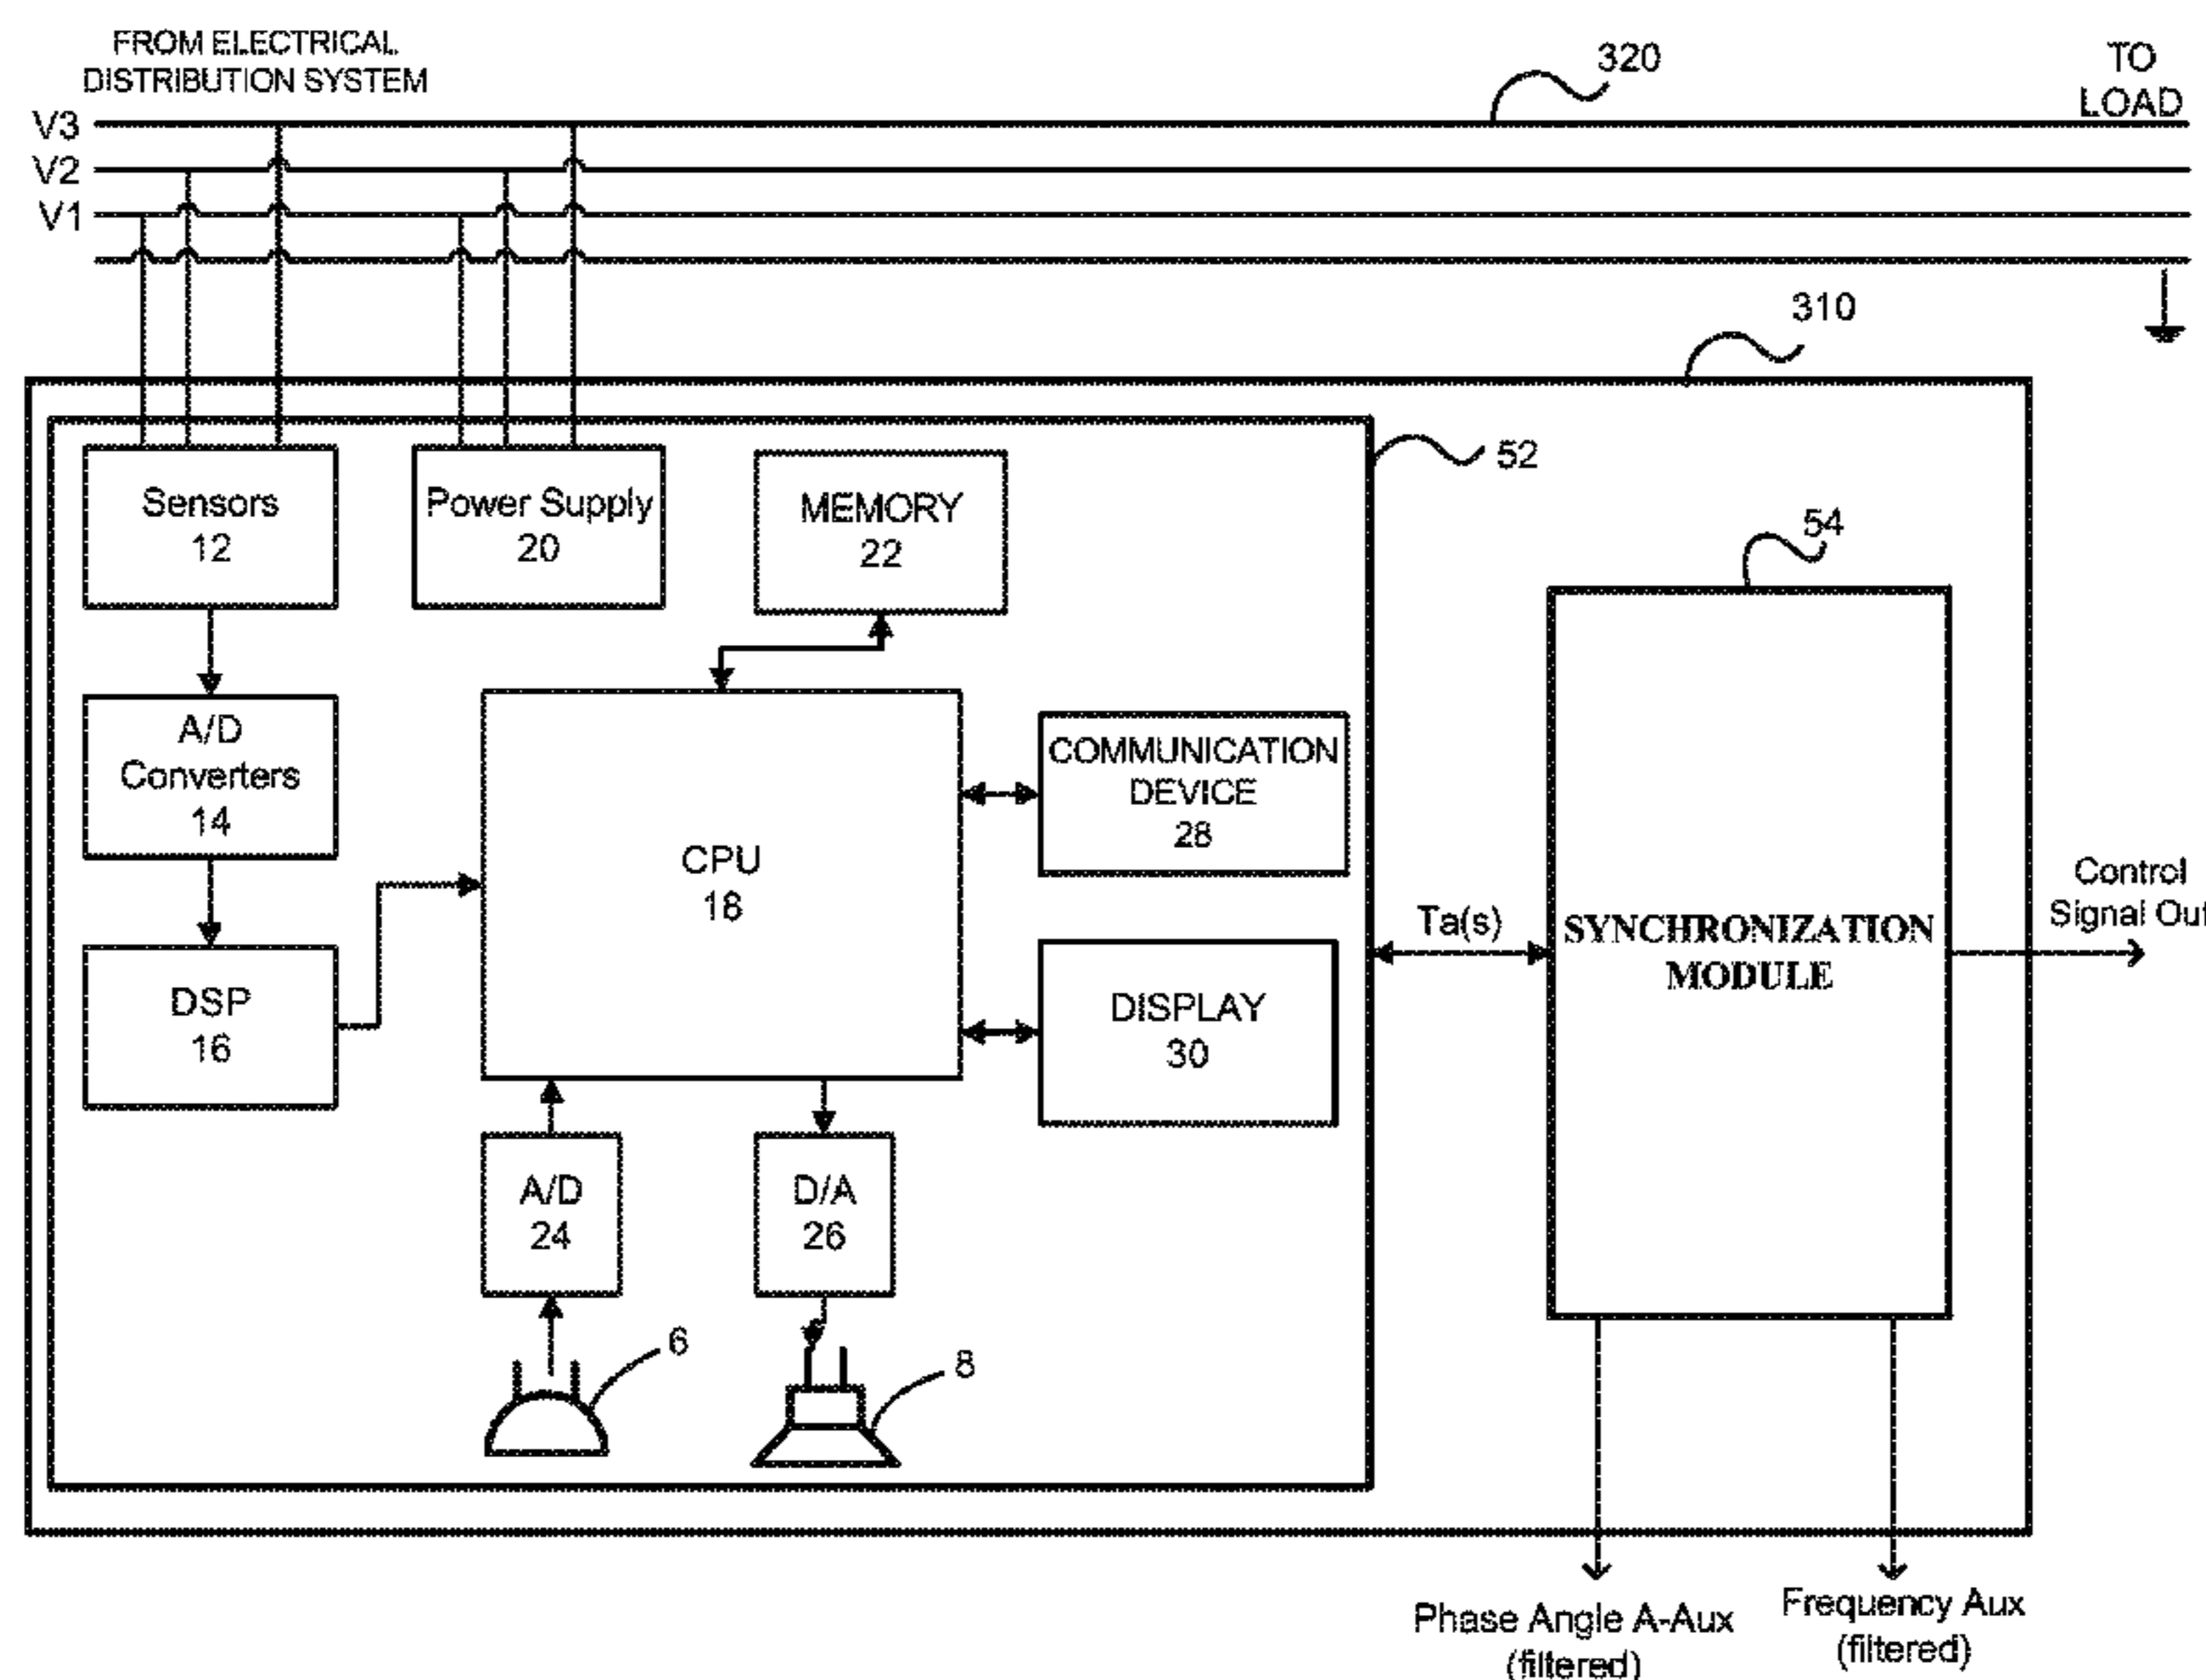 FROM ELECTRICAL
DISTRIBUTION SYSTEM
320
TO
LOAD
V3
V2
V1
310
52
Sensors
12
Power Supply
20
MEMORY
22
54
A/D
Converters
14
COMMUNICATION
DEVICE
28
CPU
18
Control
Signal Out
Ta(s)
SYNCHRONIZATION
MODULE
DSP
16
DISPLAY
30
A/D
24
D/A
26
6
8
Phase Angle A-Aux
(filtered)
Frequency Aux
(filtered)